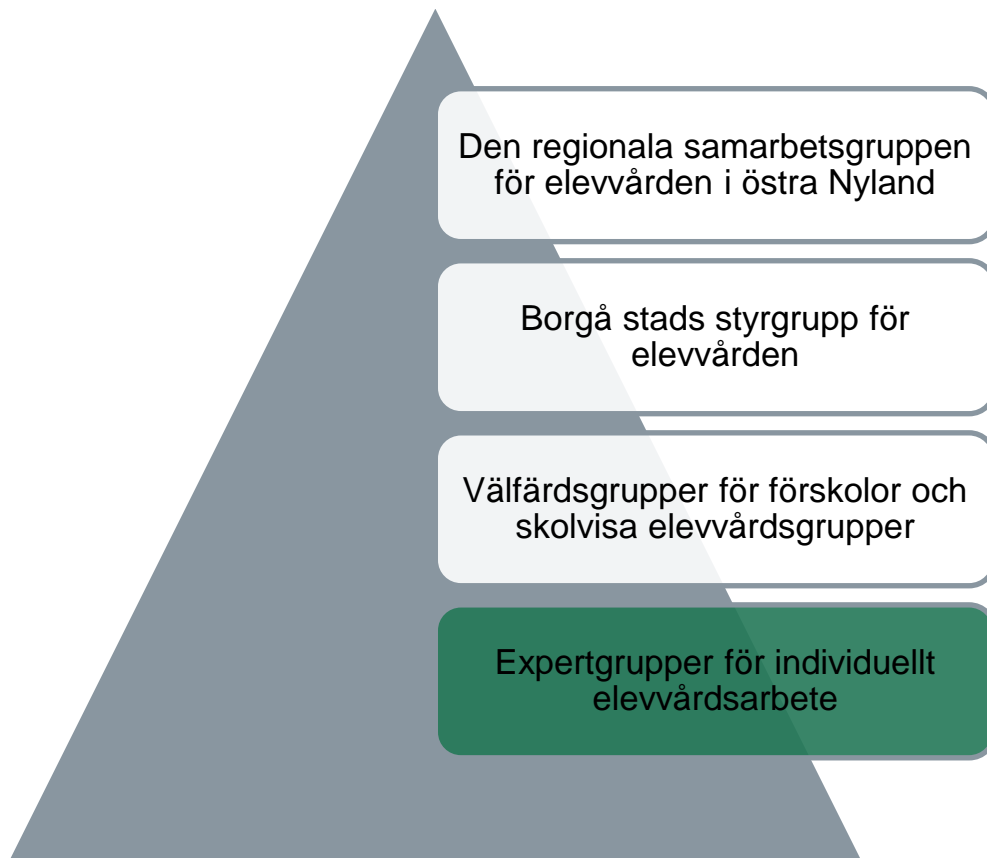 Den regionala samarbetsgruppen
för elevvården i östra Nyland
Borgå stads styrgrupp för
elevvården
Välfärdsgrupper för förskolor och
skolvisa elevvårdsgrupper
Expertgrupper för individuellt
elevvårdsarbete